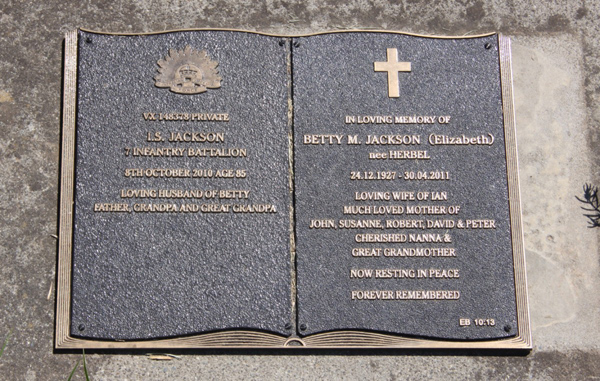 VX 148378 PRIVATE
I.S. JACKSON
7 INFANTRY BATTALION
8TH OCTOBER 2010 AGE 85
LOVING HUSBAND OF BETTY
FATHER, GRANDPA AND GREAT GRANDPA
IN LOVING MEMORY OF
BETTY M. JACKSON (Elizabeth)
nee HERBEL
24.12.1927 - 30.04.2011
LOVING WIFE OF IAN
MUCH LOVED MOTHER OF
JOHN, SUSANNE, ROBERT, DAVID & PETER
CHERISHED NANNA &
GREAT GRANDMOTHER
NOW RESTING IN PEACE
FOREVER REMEMBERED
EB 10:13